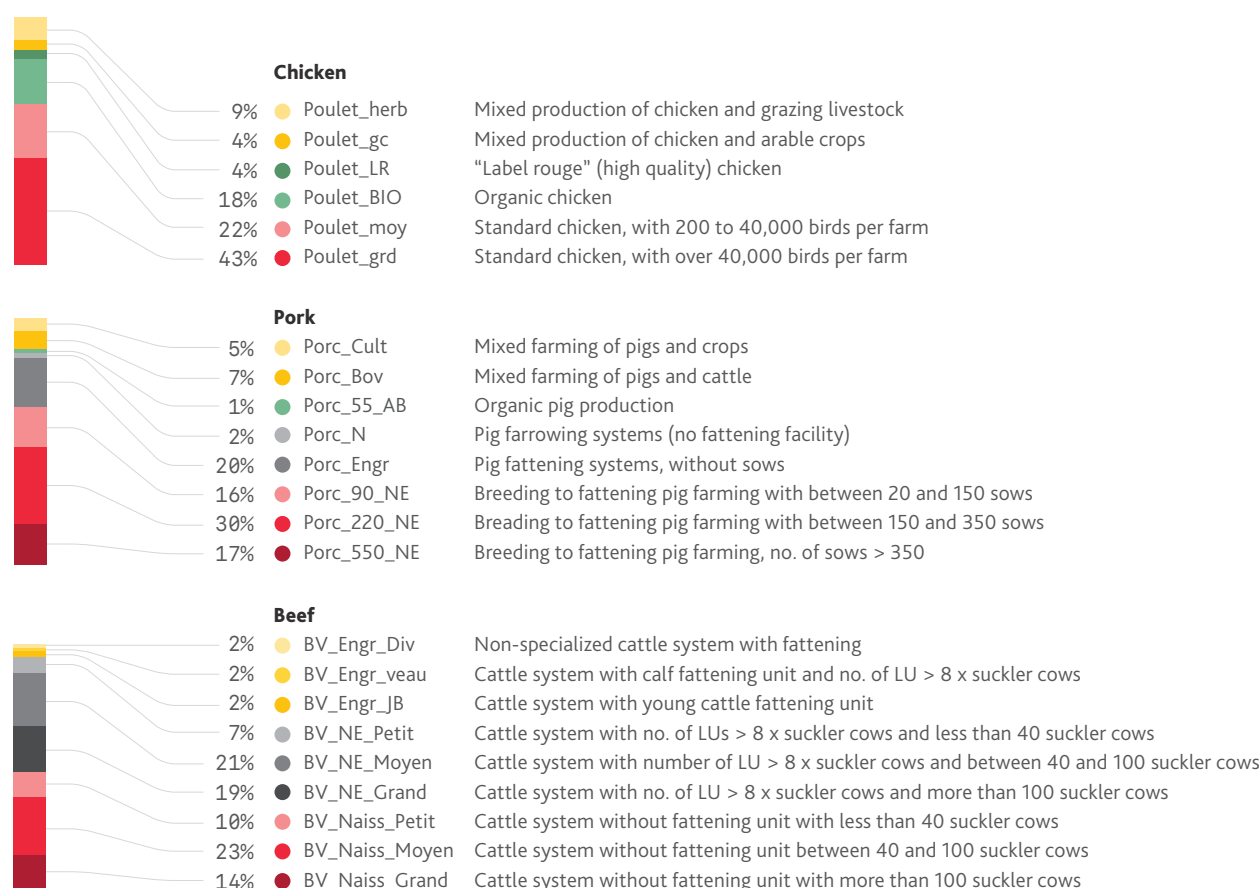 Chicken
9% Poulet_herb Mixed production of chicken and grazing livestock
4% Poulet_gc Mixed production of chicken and arable crops
4% Poulet_LR “Label rouge” (high quality) chicken
18% Poulet_BIO Organic chicken
22% Poulet_moy Standard chicken, with 200 to 40,000 birds per farm
43% Poulet_grd Standard chicken, with over 40,000 birds per farm
Pork
5% Porc_Cult Mixed farming of pigs and crops
7% Porc_Bov Mixed farming of pigs and cattle
1% Porc_55_AB Organic pig production
2% Porc_N Pig farrowing systems (no fattening facility)
20% Porc_Engr Pig fattening systems, without sows
16% Porc_90_NE Breeding to fattening pig farming with between 20 and 150 sows
30% Porc_220_NE Breading to fattening pig farming with between 150 and 350 sows
17% Porc_550_NE Breeding to fattening pig farming, no. of sows > 350
Beef
2% BV_Engr_Div Non-specialized cattle system with fattening
2% BV_Engr_veau Cattle system with calf fattening unit and no. of LU > 8 x suckler cows
2% BV_Engr_JB Cattle system with young cattle fattening unit
7% BV_NE_Petit Cattle system with no. of LUs > 8 x suckler cows and less than 40 suckler cows
21% BV_NE_Moyen Cattle system with number of LU > 8 x suckler cows and between 40 and 100 suckler cows
19% BV_NE_Grand Cattle system with no. of LU > 8 x suckler cows and more than 100 suckler cows
10% BV_Naiss_Petit Cattle system without fattening unit with less than 40 suckler cows
23% BV_Naiss_Moyen Cattle system without fattening unit between 40 and 100 suckler cows
14% BV_Naiss_Grand Cattle system without fattening unit with more than 100 suckler cows